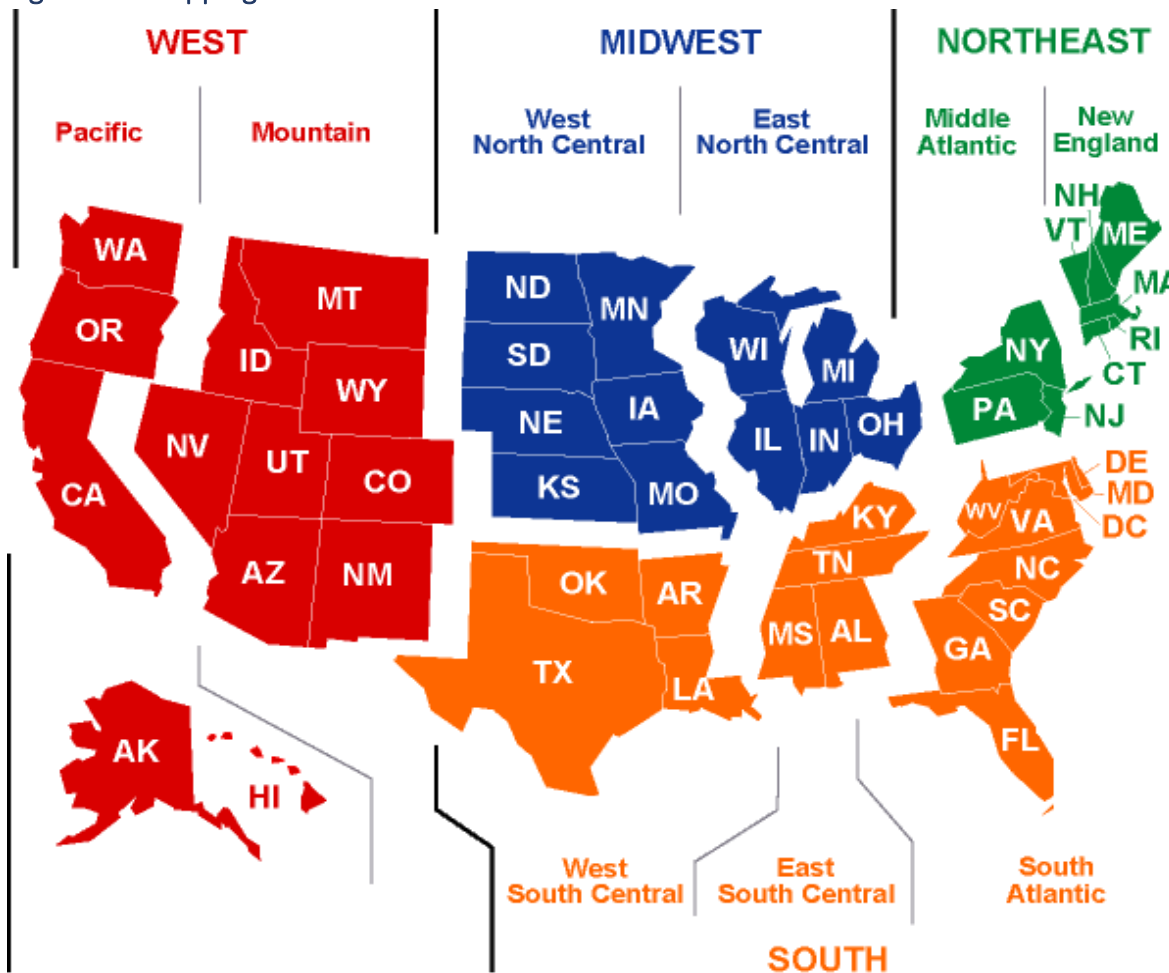 WEST
MIDWEST
NORTHEAST
Pacific
Mountain
West
North Central
East
North Central
Middle
Atlantic
New
England
WA
OR
CA
NV
ID
MT
WY
UT
CO
AZ
NM
AK
HI
ND
SD
NE
KS
MN
IA
MO
WI
MI
IL
IN
OH
NH
VT
ME
MA
RI
CT
NY
PA
NJ
DE
MD
DC
WV
VA
NC
SC
GA
FL
KY
TN
MS
AL
OK
AR
TX
LA
West
South Central
East
South Central
South
Atlantic
SOUTH